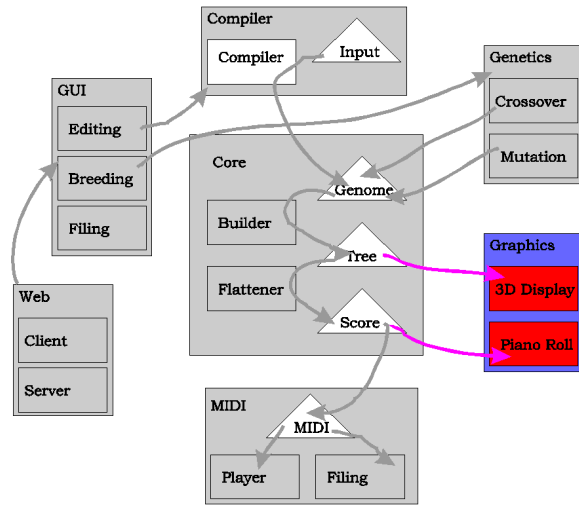 Compiler
Compiler
Input
GUI
Editing
Breeding
Filing
Genetics
Crossover
Mutation
Core
Genome
Builder
Tree
Flattener
Score
Graphics
3D Display
Piano Roll
Web
Client
Server
MIDI
MIDI
Player
Filing